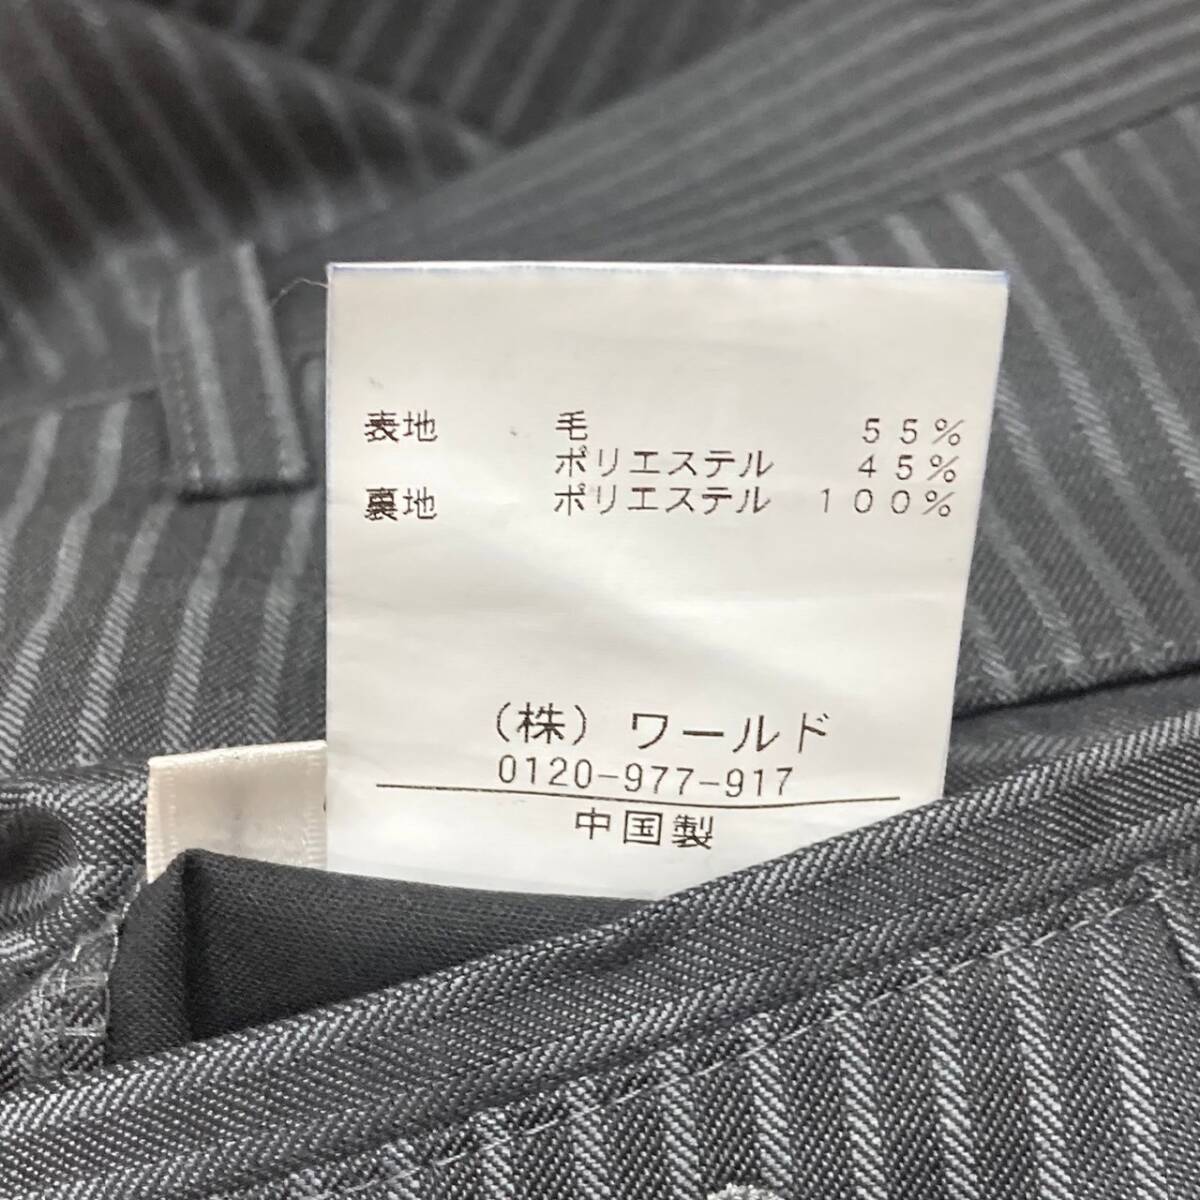 表地 毛 55%
ポリエステル 45%
裏地 ポリエステル 100%
(株) ワールド
0120-977-917
中国製